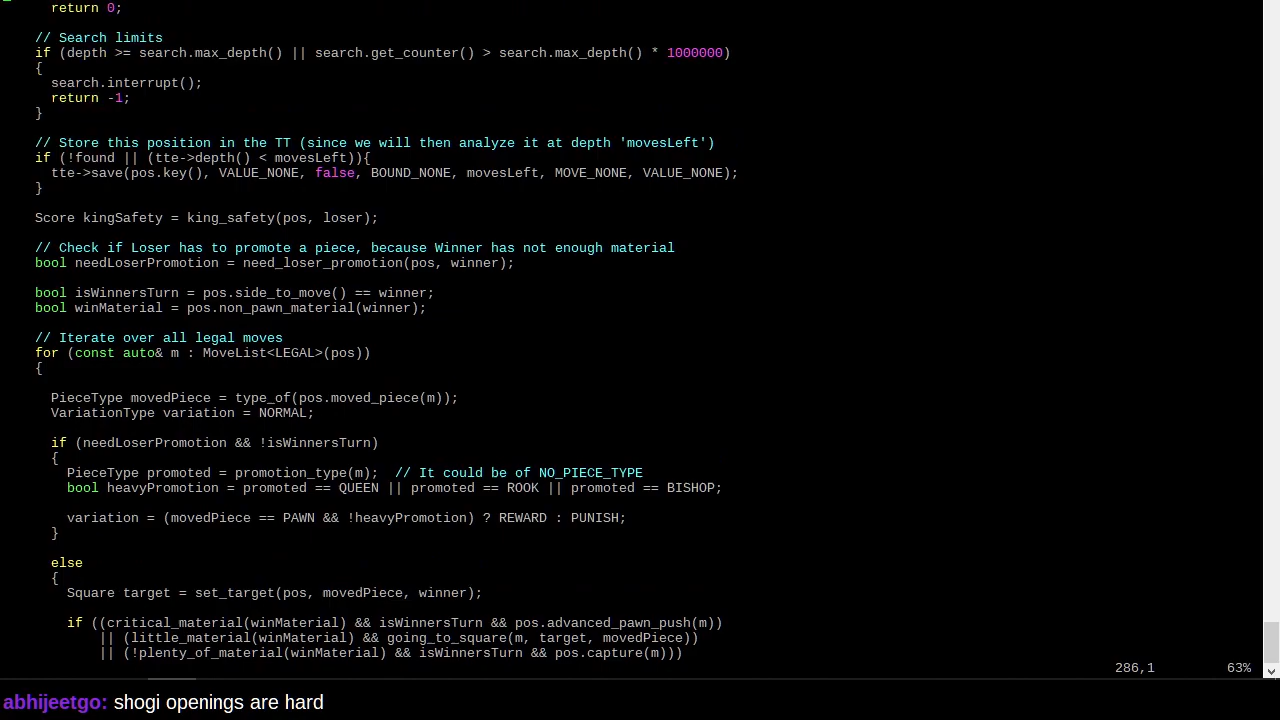 return 0;
// Search limits
if (depth >= search.max_depth() || search.get_counter() > search.max_depth() * 1000000)
{
search.interrupt();
return -1;
}
// Store this position in the TT (since we will then analyze it at depth 'movesLeft')
if (!found || (tte->depth() < movesLeft)){
tte->save(pos.key(), VALUE_NONE, false, BOUND_NONE, movesLeft, MOVE_NONE, VALUE_NONE);
}
Score kingSafety = king_safety(pos, loser);
// Check if Loser has to promote a piece, because Winner has not enough material
bool needLoserPromotion = need_loser_promotion(pos, winner);
bool isWinnersTurn = pos.side_to_move() == winner;
bool winMaterial = pos.non_pawn_material(winner);
// Iterate over all legal moves
for (const auto& m : MoveList<LEGAL>(pos))
{
PieceType movedPiece = type_of(pos.moved_piece(m));
VariationType variation = NORMAL;
if (needLoserPromotion && !isWinnersTurn)
{
PieceType promoted = promotion_type(m);  // It could be of NO_PIECE_TYPE
bool heavyPromotion = promoted == QUEEN || promoted == ROOK || promoted == BISHOP;
variation = (movedPiece == PAWN && !heavyPromotion) ? REWARD : PUNISH;
}
else
{
Square target = set_target(pos, movedPiece, winner);
if ((critical_material(winMaterial) && isWinnersTurn && pos.advanced_pawn_push(m))
|| (little_material(winMaterial) && going_to_square(m, target, movedPiece))
|| (!plenty_of_material(winMaterial) && isWinnersTurn && pos.capture(m)))
286,1 63%
abhijeetgo: shogi openings are hard